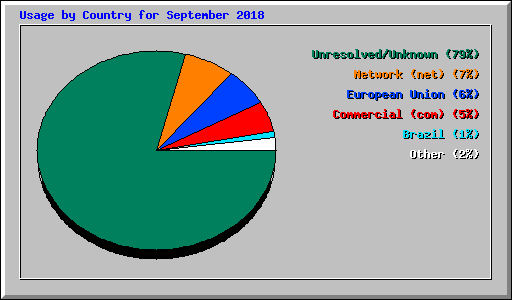 Usage by Country for September 2018
Unresolved/Unknown (79%)
Network (net) (7%)
European Union (6%)
Commercial (com) (5%)
Brazil (1%)
Other (2%)